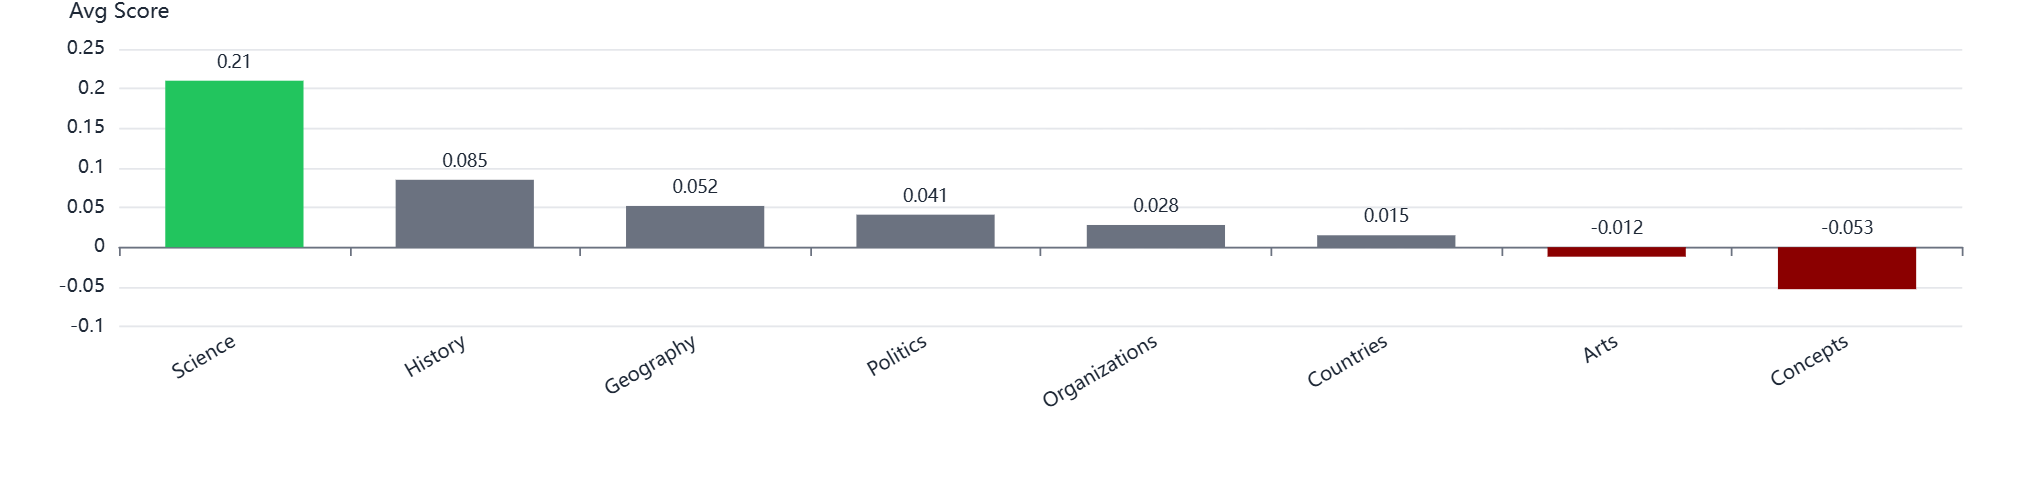 Avg Score
0.25
0.2
0.15
0.1
0.05
0
-0.05
-0.1
0.21
0.085
0.052
0.041
0.028
0.015
-0.012
-0.053
Science
History
Geography
Politics
Organizations
Countries
Arts
Concepts